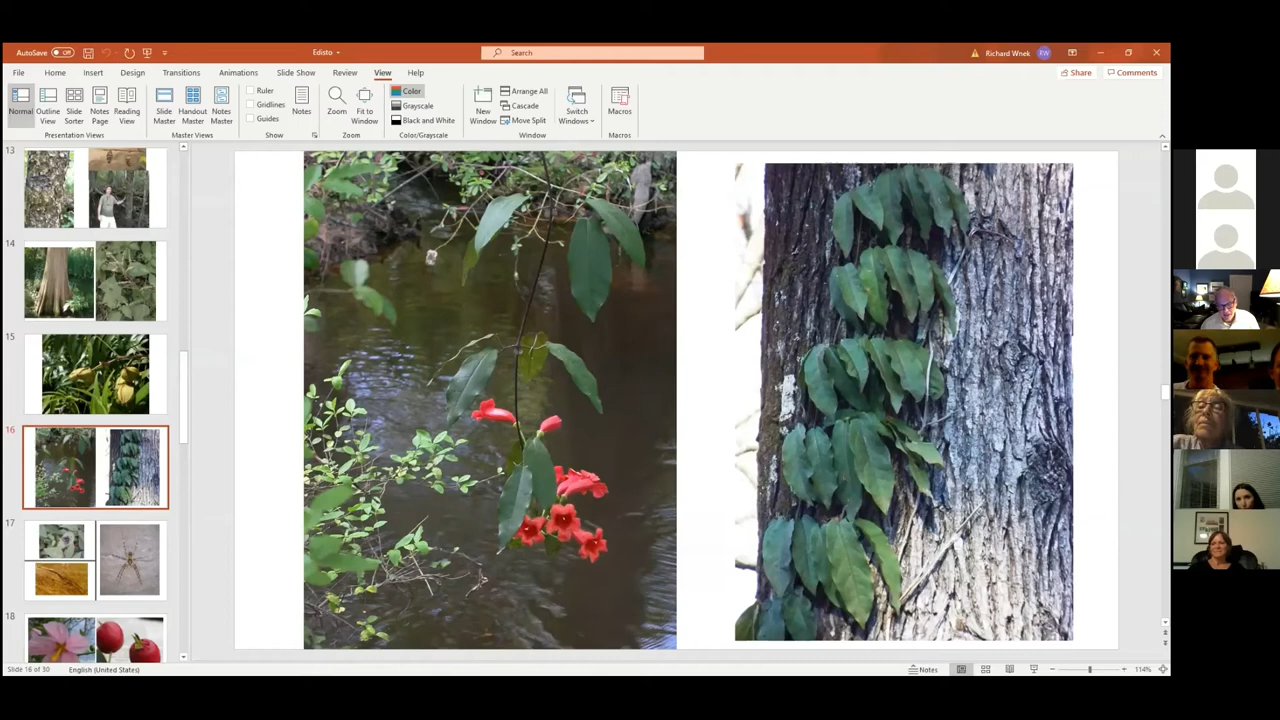 AutoSave Off Edisto Search Richard Wnek RW
File Home Insert Design Transitions Animations Slide Show Review View Help Share Comments
Normal Outline View Slide Sorter Notes Page Reading View
Presentation Views
Slide Master Handout Master Notes Master
Master Views
Ruler
Gridlines
Guides
Notes
Show
Zoom Fit to Window
Zoom
Color
Grayscale
Black and White
Color/Grayscale
New Window
Arrange All
Cascade
Move Split
Switch Windows
Window
Macros
Macros
13
14
15
16
17
18
Slide 16 of 30 English (United States) Notes 114%